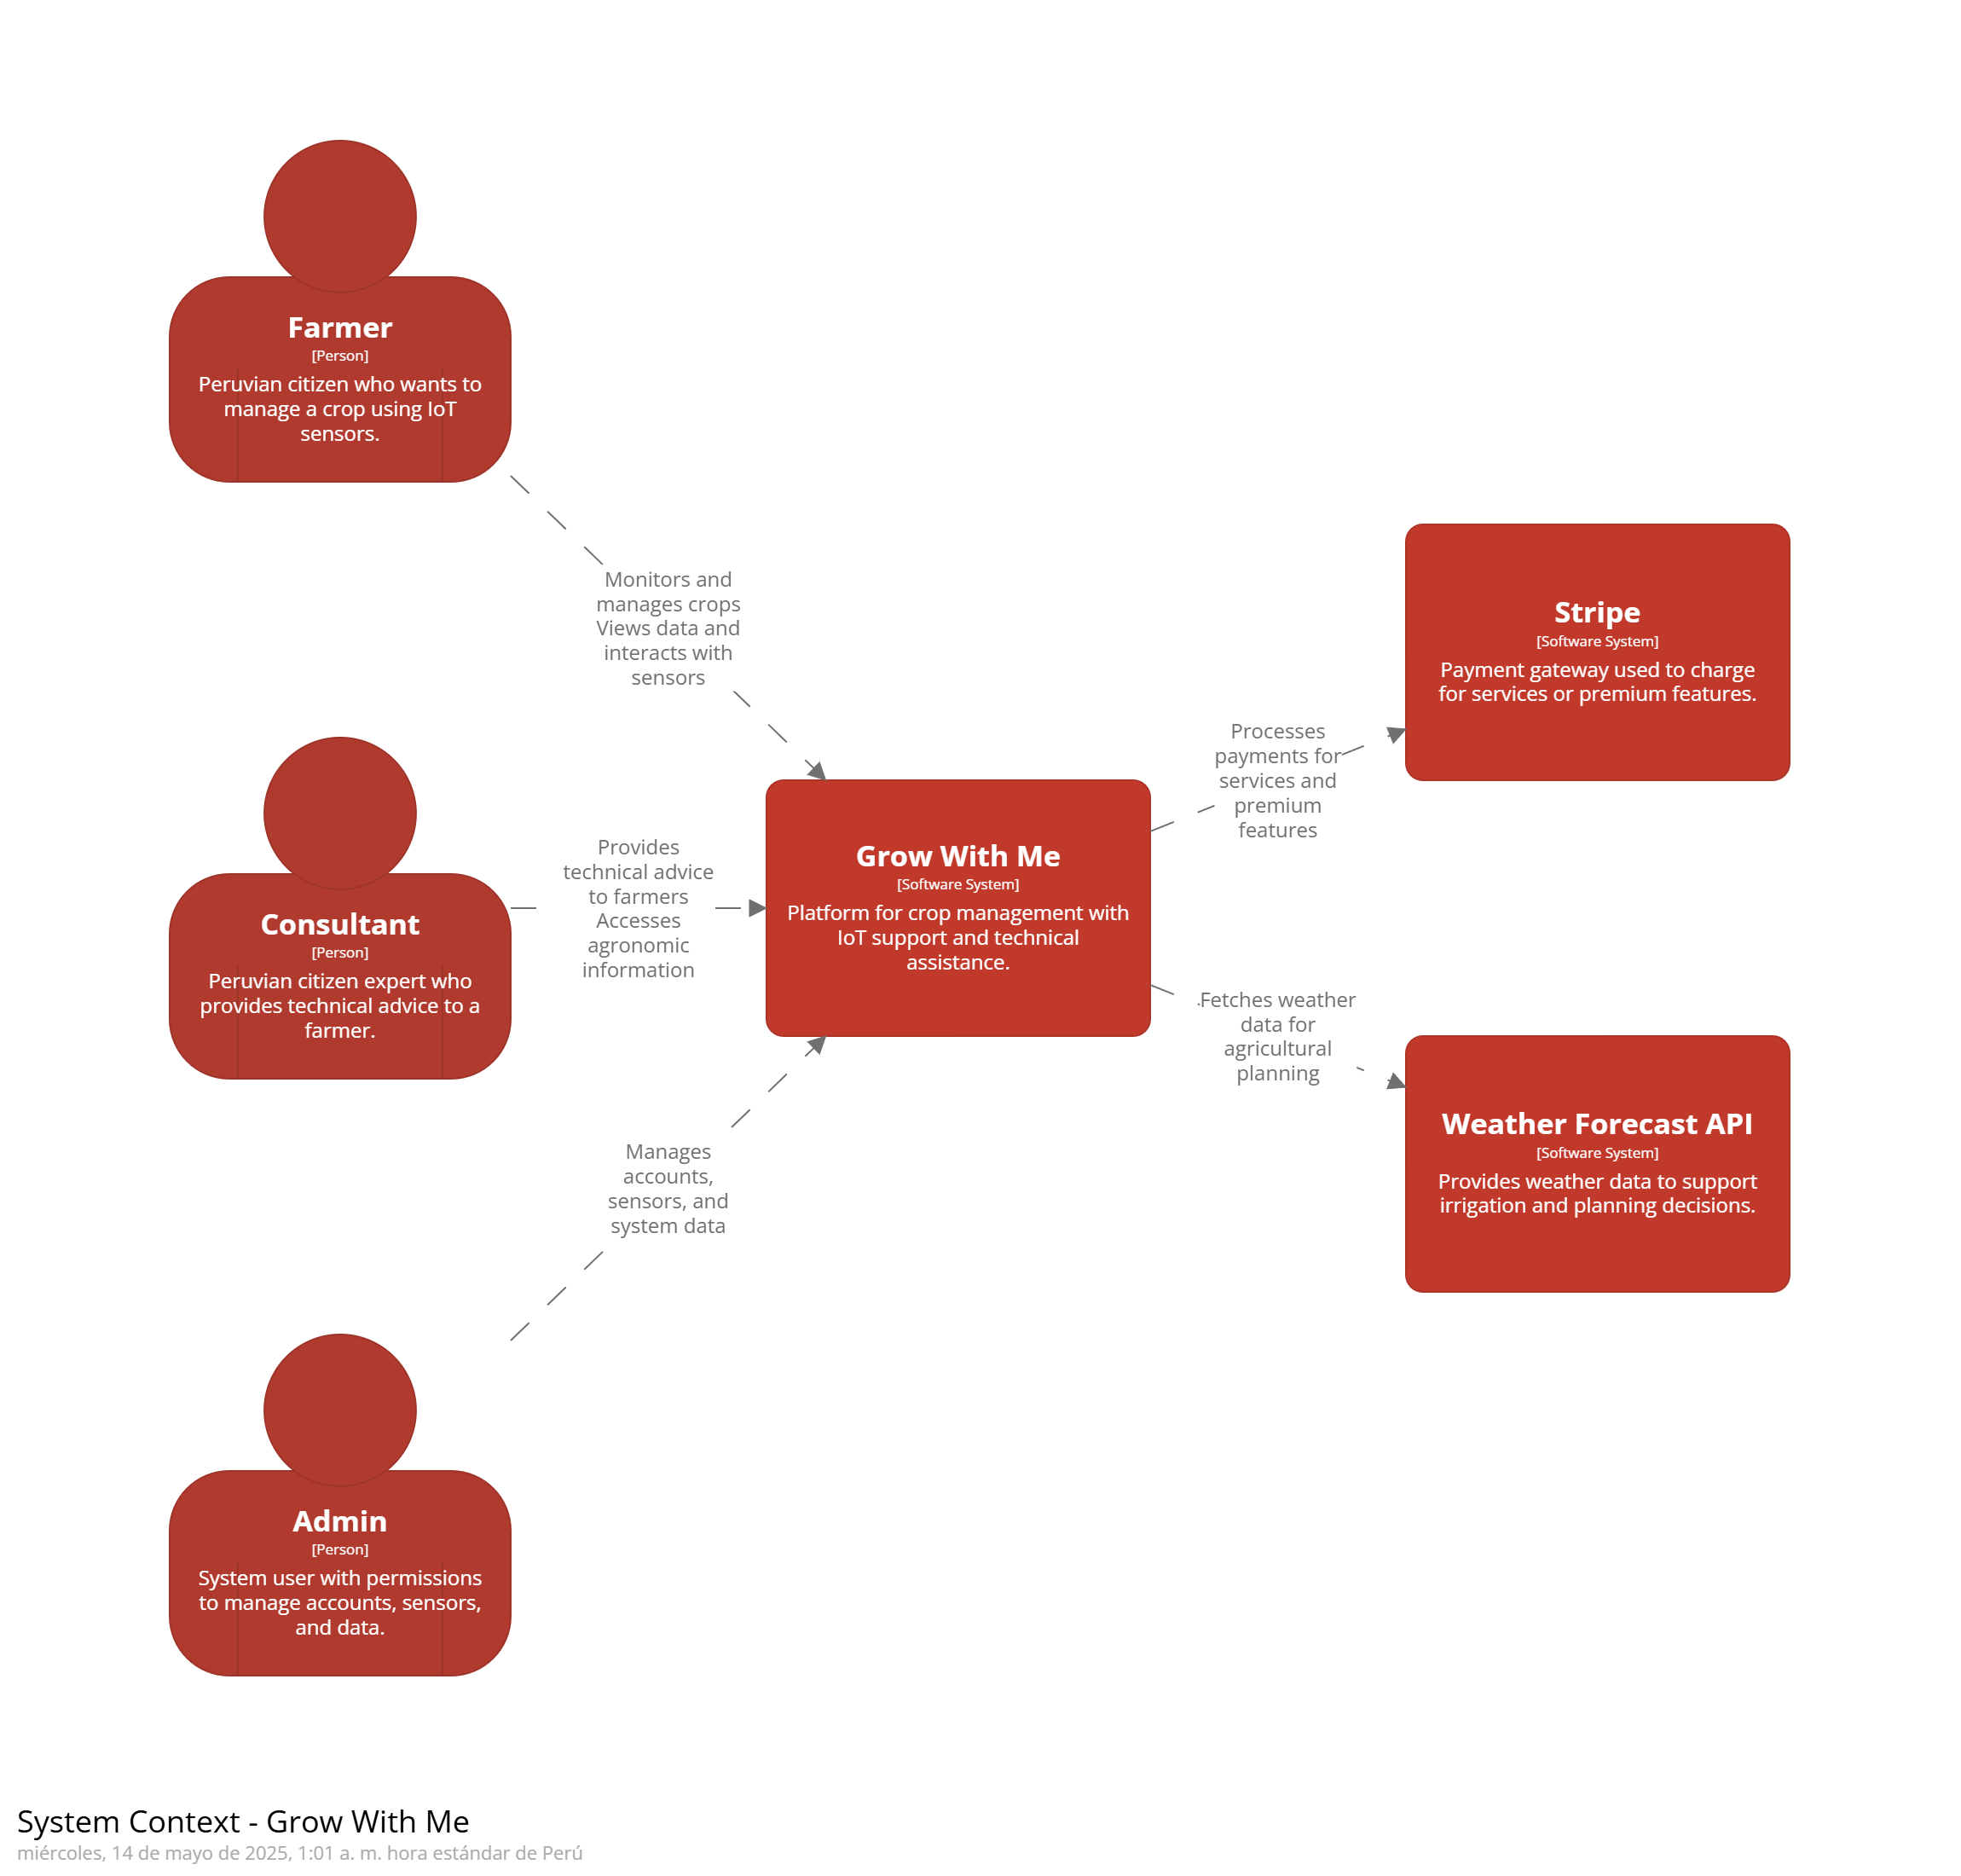 Farmer
[Person]
Peruvian citizen who wants to
manage a crop using IoT
sensors.
Monitors and
manages crops
Views data and
interacts with
sensors
Consultant
[Person]
Peruvian citizen expert who
provides technical advice to a
farmer.
Provides
technical advice
to farmers
Accesses
agronomic
information
Grow With Me
[Software System]
Platform for crop management with
IoT support and technical
assistance.
Processes
payments for
services and
premium
features
Stripe
[Software System]
Payment gateway used to charge
for services or premium features.
Fetches weather
data for
agricultural
planning
Weather Forecast API
[Software System]
Provides weather data to support
irrigation and planning decisions.
Manages
accounts,
sensors, and
system data
Admin
[Person]
System user with permissions
to manage accounts, sensors,
and data.
System Context - Grow With Me
miércoles, 14 de mayo de 2025, 1:01 a. m. hora estándar de Perú